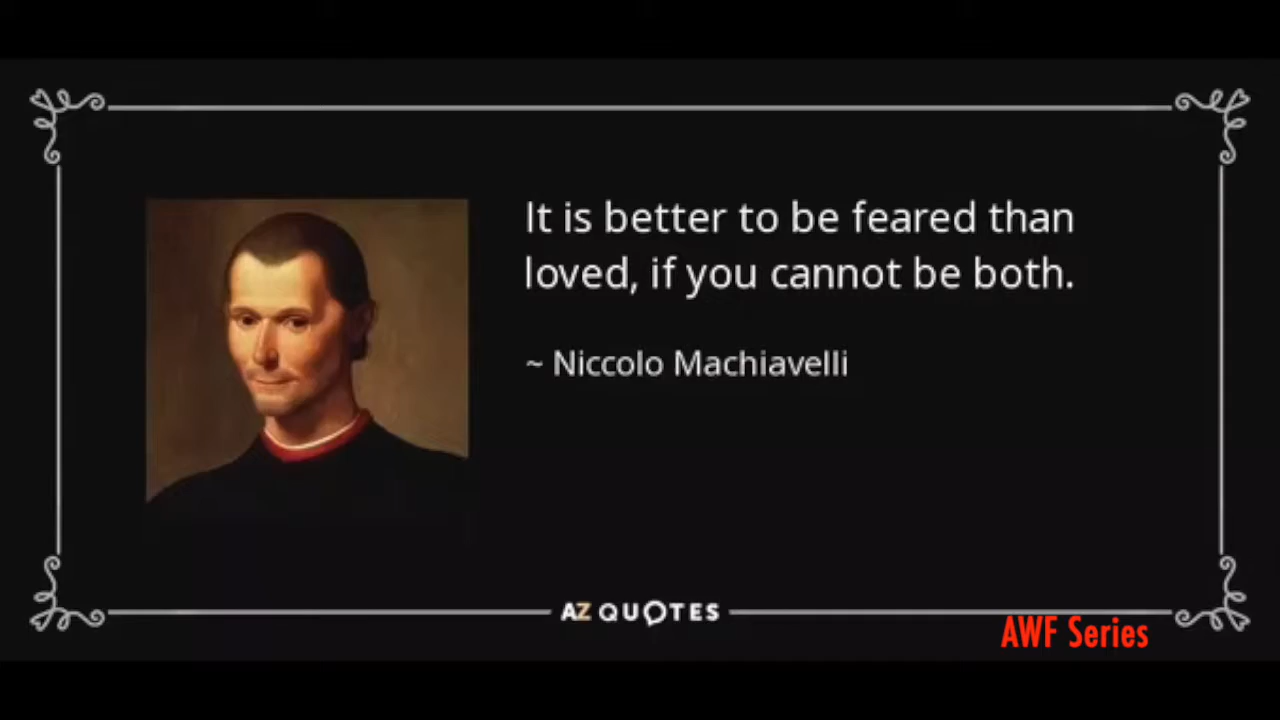 It is better to be feared than
loved, if you cannot be both.
~ Niccolo Machiavelli
AZ QUOTES
AWF Series